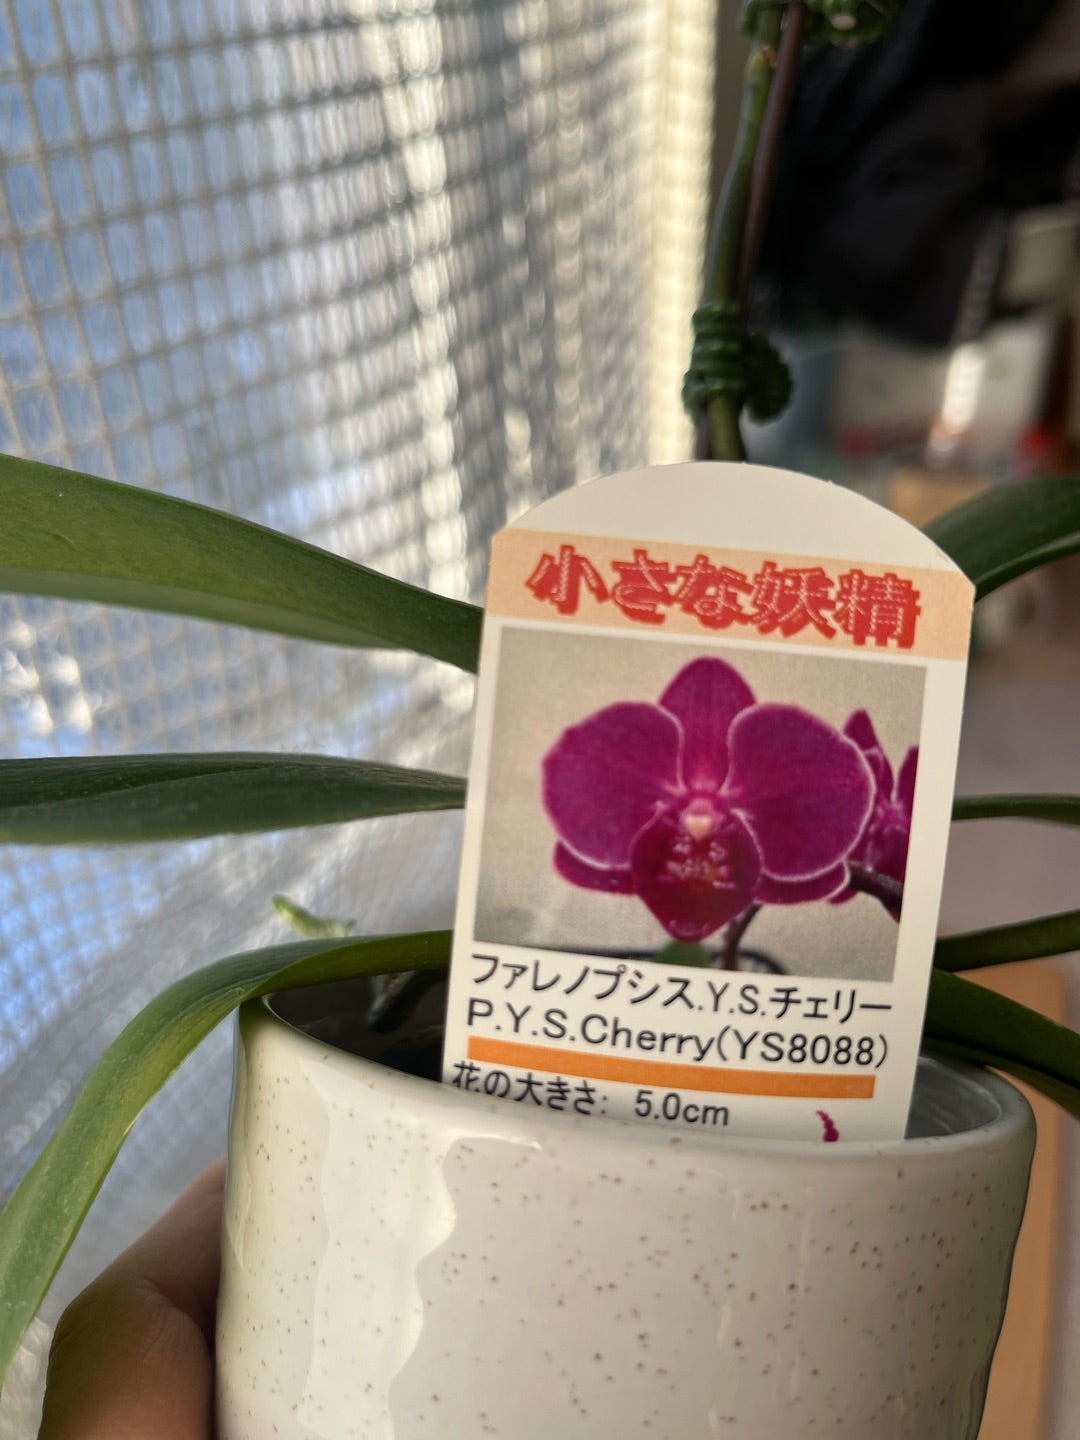 小さな妖精
ファレノプシス.Y.S.チェリー
P.Y.S.Cherry(YS8088)
花の大きさ: 5.0cm